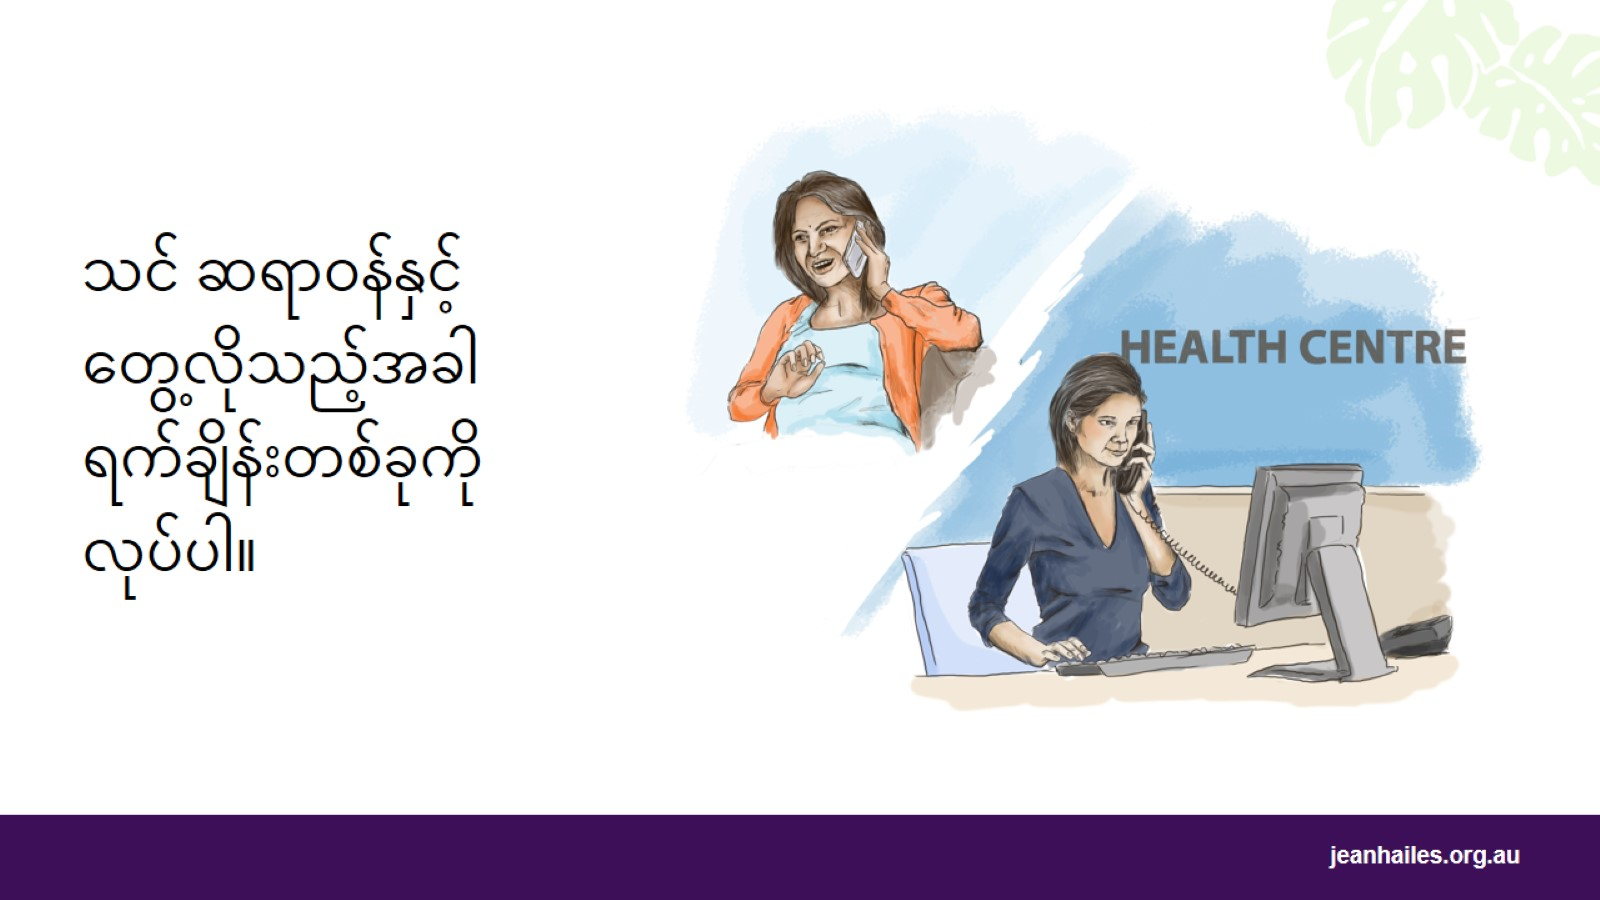 သင် ဆရာဝန်နှင့်
တွေ့လိုသည့်အခါ
ရက်ချိန်းတစ်ခုကို
လုပ်ပါ။
HEALTH CENTRE
jeanhailes.org.au